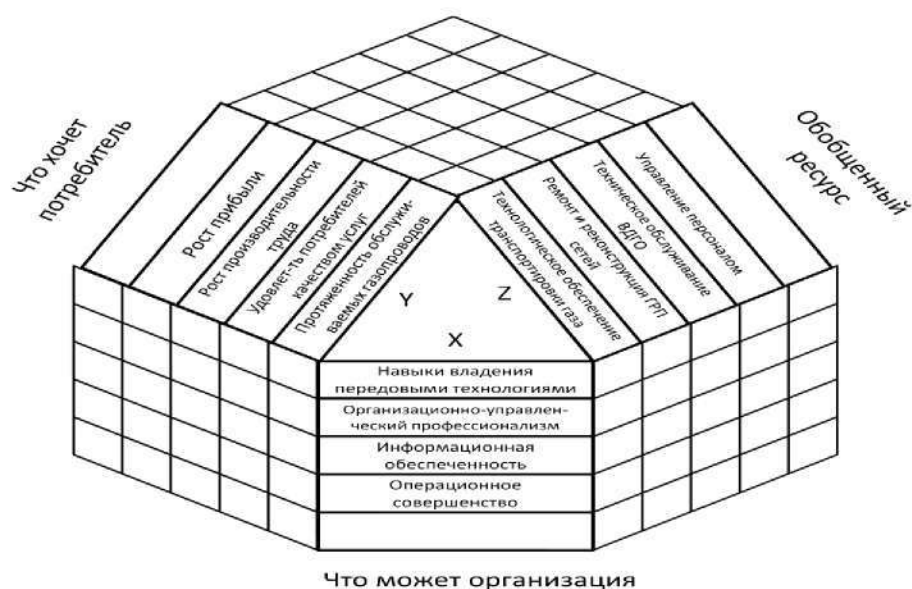 Что хочет
потребитель
Обобщенный
ресурс
Рост прибыли
Рост производительности
труда
Удовлет-ть потребителей
качеством услуг
Протяженность обслужи-
ваемых газопроводов
Технологическое обеспечение
транспортировки газа
Ремонт и реконструкция ГРП
сетей
Техническое обслуживание
ВДГО
Управление персоналом
Y
Z
X
Навыки владения
передовыми технологиями
Организационно-управлен-
ческий профессионализм
Информационная
обеспеченность
Операционное
совершенство
Что может организация